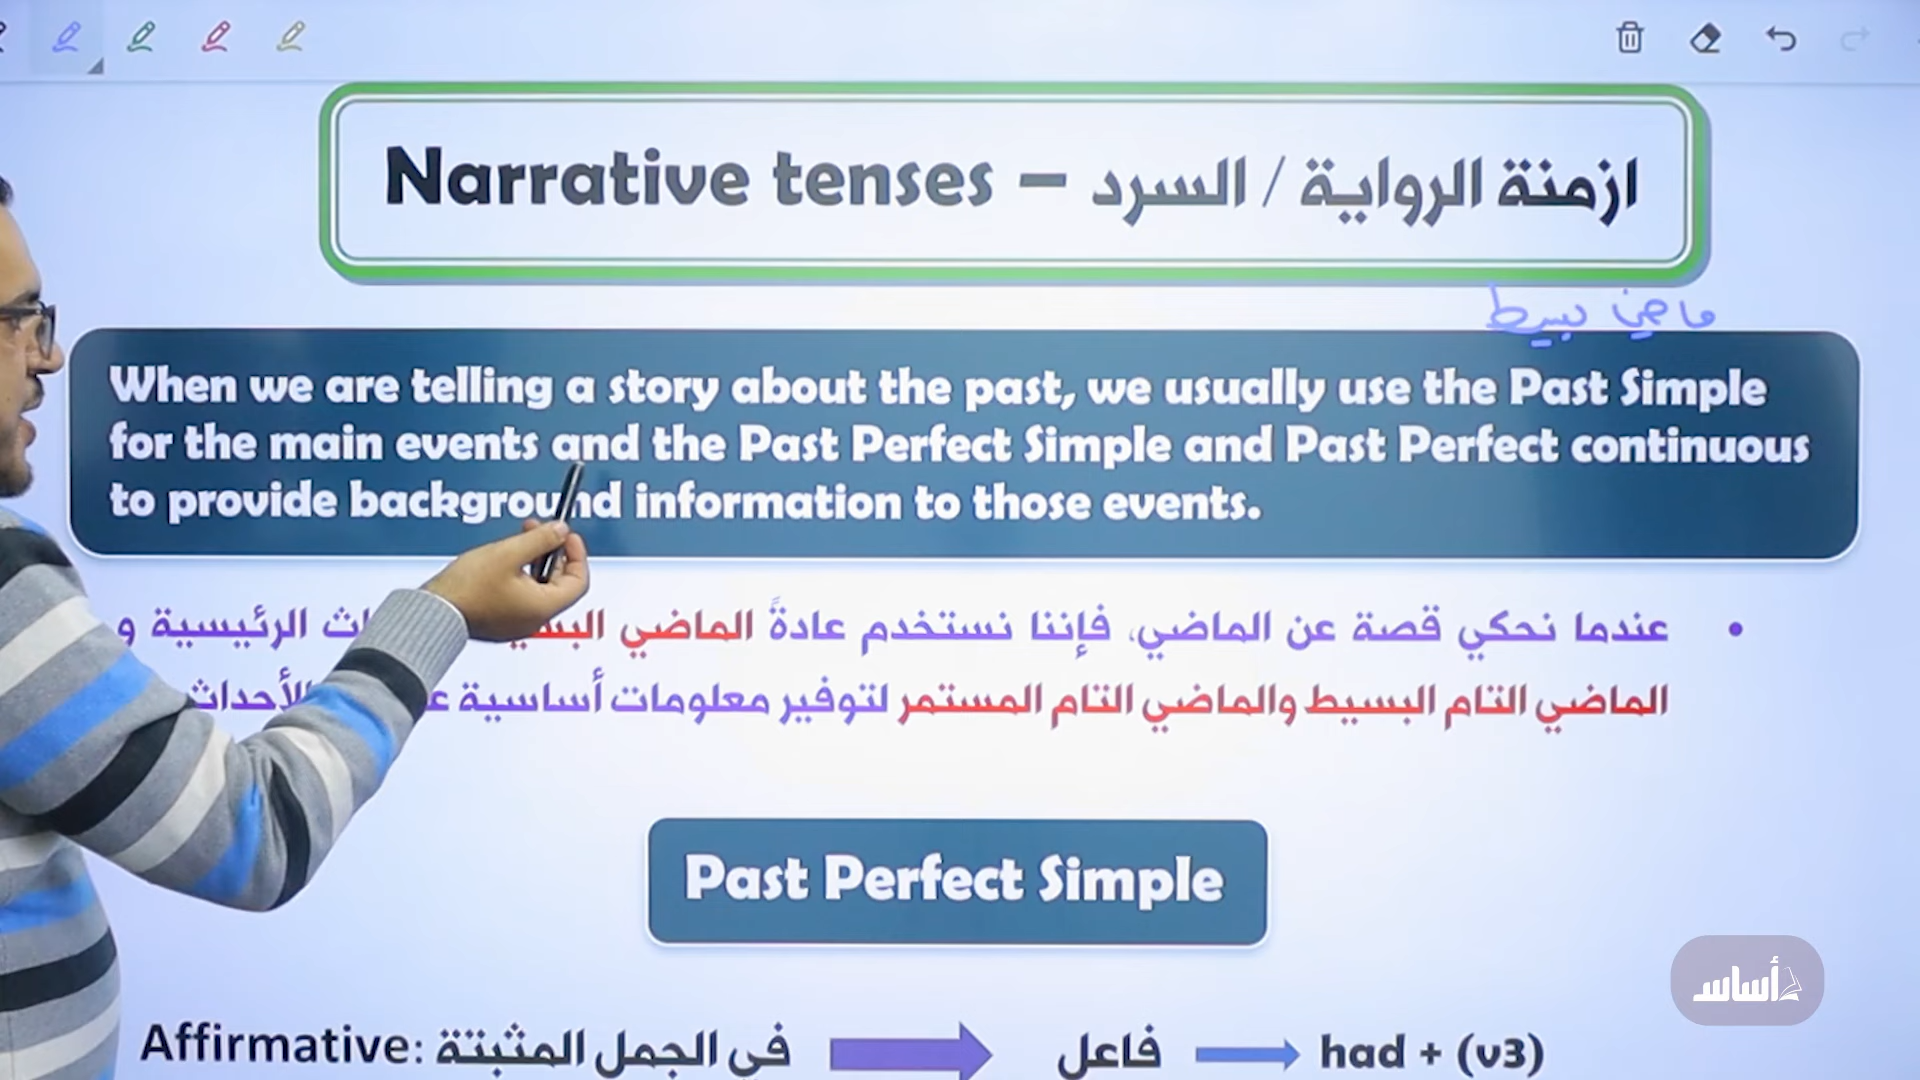 Narrative tenses – ازمنة الرواية / السرد
ماضي بسيط
When we are telling a story about the past, we usually use the Past Simple
for the main events and the Past Perfect Simple and Past Perfect continuous
to provide background information to those events.
• عندما نحكي قصة عن الماضي، فإننا نستخدم عادةً الماضي الرئيسية و
الماضي التام البسيط والماضي التام المستمر لتوفير معلومات أساسية
Past Perfect Simple
Affirmative: في الجمل المثبتة فاعل had + (v3)
أساس